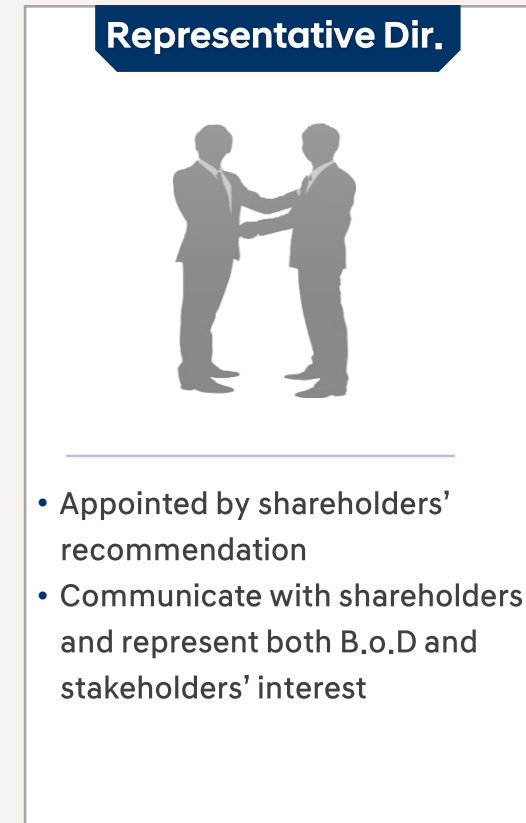 Representative Dir.
• Appointed by shareholders’
recommendation
• Communicate with shareholders
and represent both B.o.D and
stakeholders’ interest